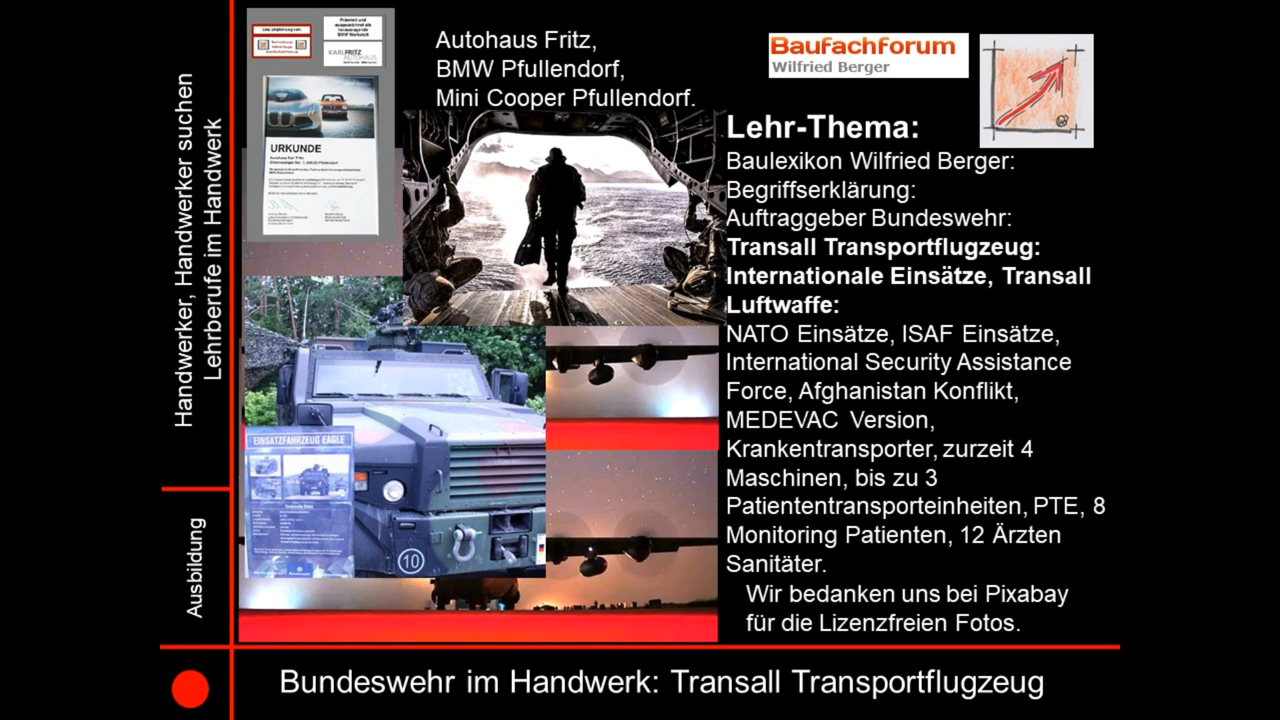 Handwerker, Handwerker suchen
Lehrberufe im Handwerk
Ausbildung
KARLFRITZ
AUTOHAUS
URKUNDE
Autohaus Fritz,
BMW Pfullendorf,
Mini Cooper Pfullendorf.
Baufachforum
Wilfried Berger
Lehr-Thema:
Baulexikon Wilfried Berger:
Begriffserklärung:
Auftraggeber Bundeswehr:
Transall Transportflugzeug:
Internationale Einsätze, Transall
Luftwaffe:
NATO Einsätze, ISAF Einsätze,
International Security Assistance
Force, Afghanistan Konflikt,
MEDEVAC Version,
Krankentransporter, zurzeit 4
Maschinen, bis zu 3
Patiententransporteinheiten, PTE, 8
Monitoring Patienten, 12 Ärzten
Sanitäter.
Wir bedanken uns bei Pixabay
für die Lizenzfreien Fotos.
EINSATZFAHRZEUG EAGLE
10
Bundeswehr im Handwerk: Transall Transportflugzeug